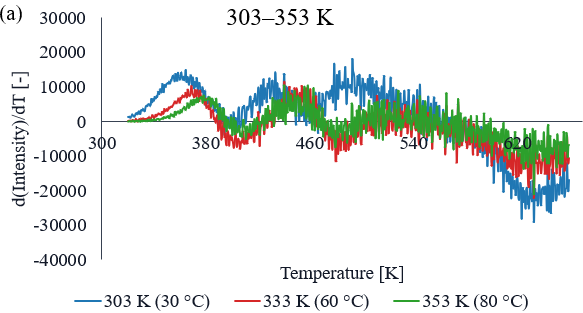 (a)
303–353 K
30000
20000
10000
0
-10000
-20000
-30000
-40000
300 380 460 540 620
d(Intensity)/dT [-]
Temperature [K]
303 K (30 °C) 333 K (60 °C) 353 K (80 °C)